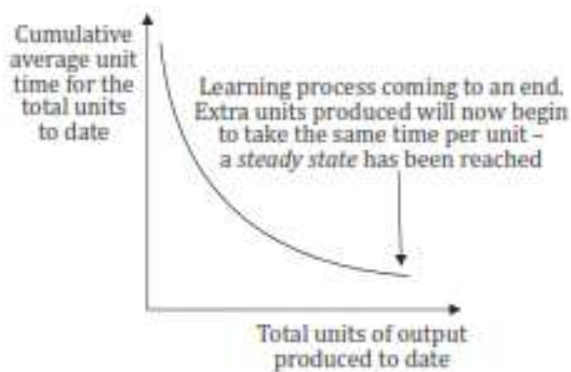 Cumulative
average unit
time for the
total units
to date
Learning process coming to an end.
Extra units produced will now begin
to take the same time per unit –
a steady state has been reached
Total units of output
produced to date